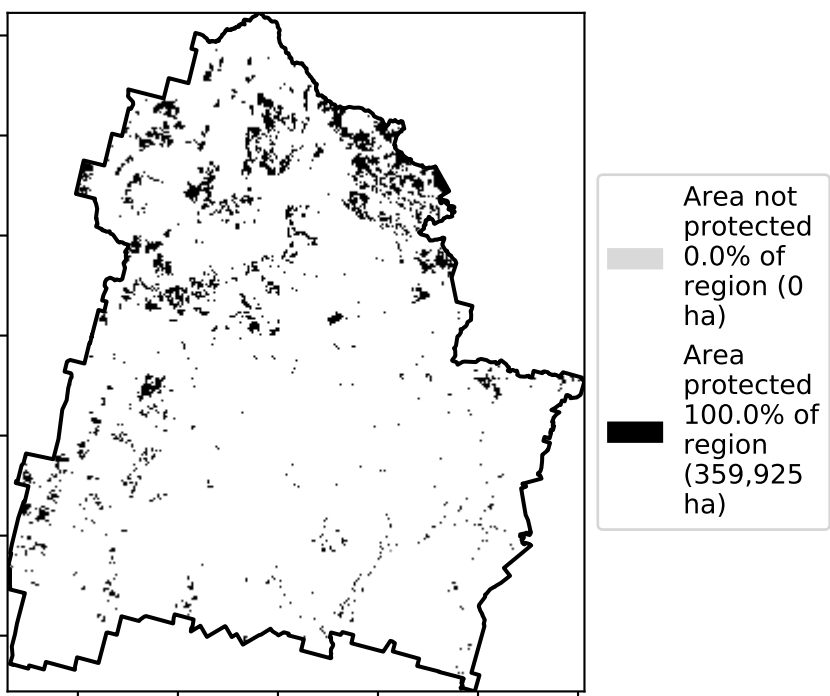 Area not
protected
0.0% of
region (0
ha)
Area
protected
100.0% of
region
(359,925
ha)